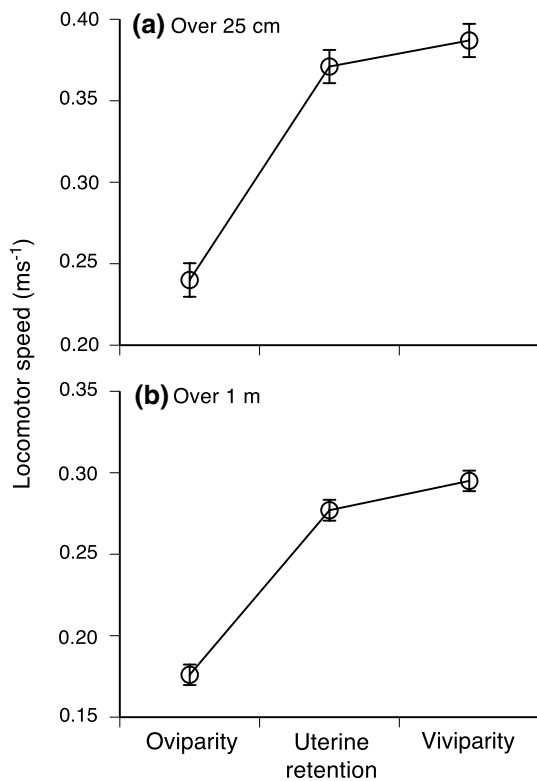 (a) Over 25 cm
0.40
0.35
0.30
0.25
0.20
Locomotor speed (ms⁻¹)
(b) Over 1 m
0.35
0.30
0.25
0.20
0.15
Oviparity
Uterine
retention
Viviparity